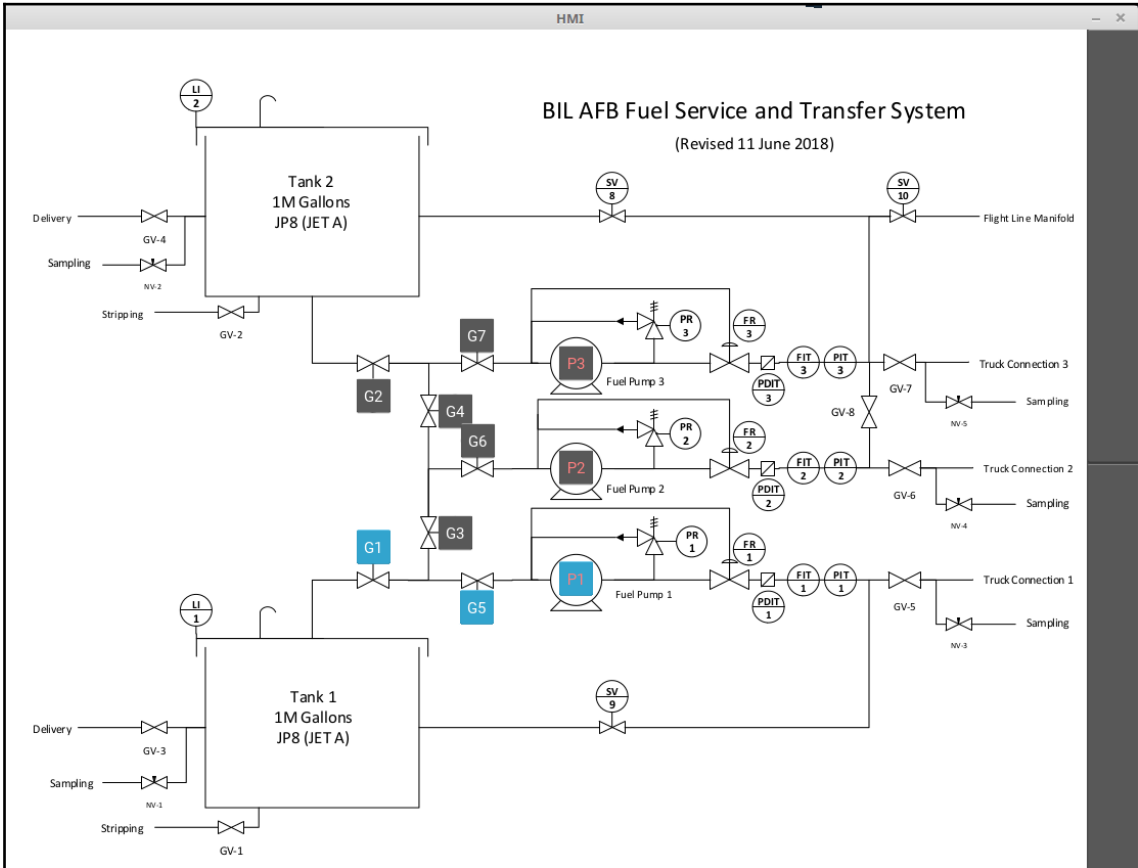 HMI
BIL AFB Fuel Service and Transfer System
(Revised 11 June 2018)
LI
2
Tank 2
1M Gallons
JP8 (JET A)
SV
8
SV
10
Delivery
GV-4
Flight Line Manifold
Sampling
NV-2
Stripping
GV-2
G7
PR
3
FR
3
P3
Fuel Pump 3
FIT
3
PIT
3
PDIT
3
Truck Connection 3
GV-7
Sampling
NV-5
G2
G4
GV-8
G6
PR
2
FR
2
P2
Fuel Pump 2
FIT
2
PIT
2
PDIT
2
Truck Connection 2
GV-6
Sampling
NV-4
G3
G1
PR
1
FR
1
G5
P1
Fuel Pump 1
FIT
1
PIT
1
PDIT
1
Truck Connection 1
GV-5
Sampling
NV-3
LI
1
Tank 1
1M Gallons
JP8 (JET A)
SV
9
Delivery
GV-3
Sampling
NV-1
Stripping
GV-1